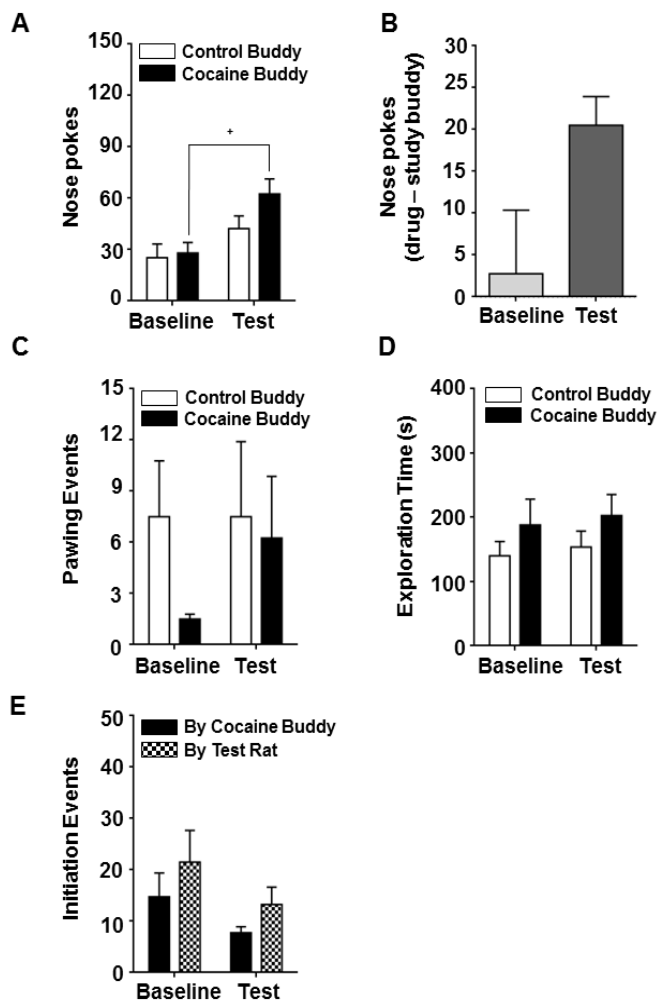 A
150
120
90
60
30
0
Nose pokes
Control Buddy
Cocaine Buddy
+
Baseline
Test
B
30
25
20
15
10
5
0
Nose pokes
(drug – study buddy)
Baseline
Test
C
15
12
9
6
3
0
Pawing Events
Control Buddy
Cocaine Buddy
Baseline
Test
D
400
300
200
100
0
Exploration Time (s)
Control Buddy
Cocaine Buddy
Baseline
Test
E
50
40
30
20
10
0
Initiation Events
By Cocaine Buddy
By Test Rat
Baseline
Test